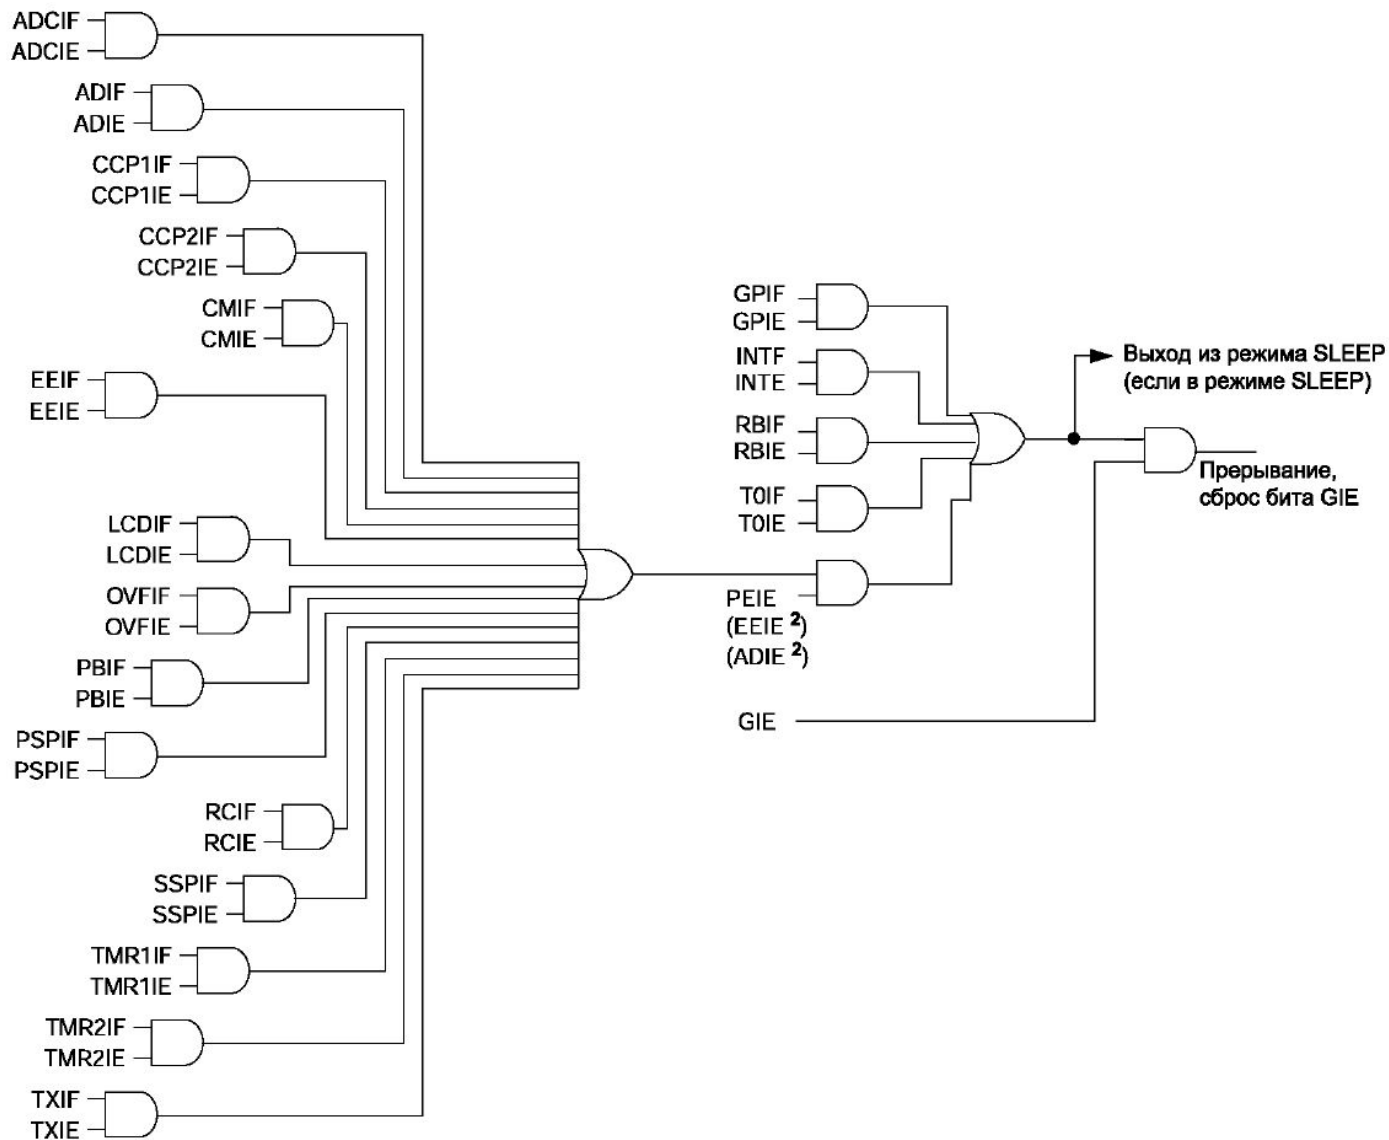 ADCIF
ADCIE
ADIF
ADIE
CCP1IF
CCP1IE
CCP2IF
CCP2IE
CMIF
CMIE
EEIF
EEIE
LCDIF
LCDIE
OVFIF
OVFIE
PBIF
PBIE
PSPIF
PSPIE
RCIF
RCIE
SSPIF
SSPIE
TMR1IF
TMR1IE
TMR2IF
TMR2IE
TXIF
TXIE
GPIF
GPIE
INTF
INTE
RBIF
RBIE
T0IF
T0IE
PEIE
(EEIE 2)
(ADIE 2)
GIE
Выход из режима SLEEP
(если в режиме SLEEP)
Прерывание,
сброс бита GIE